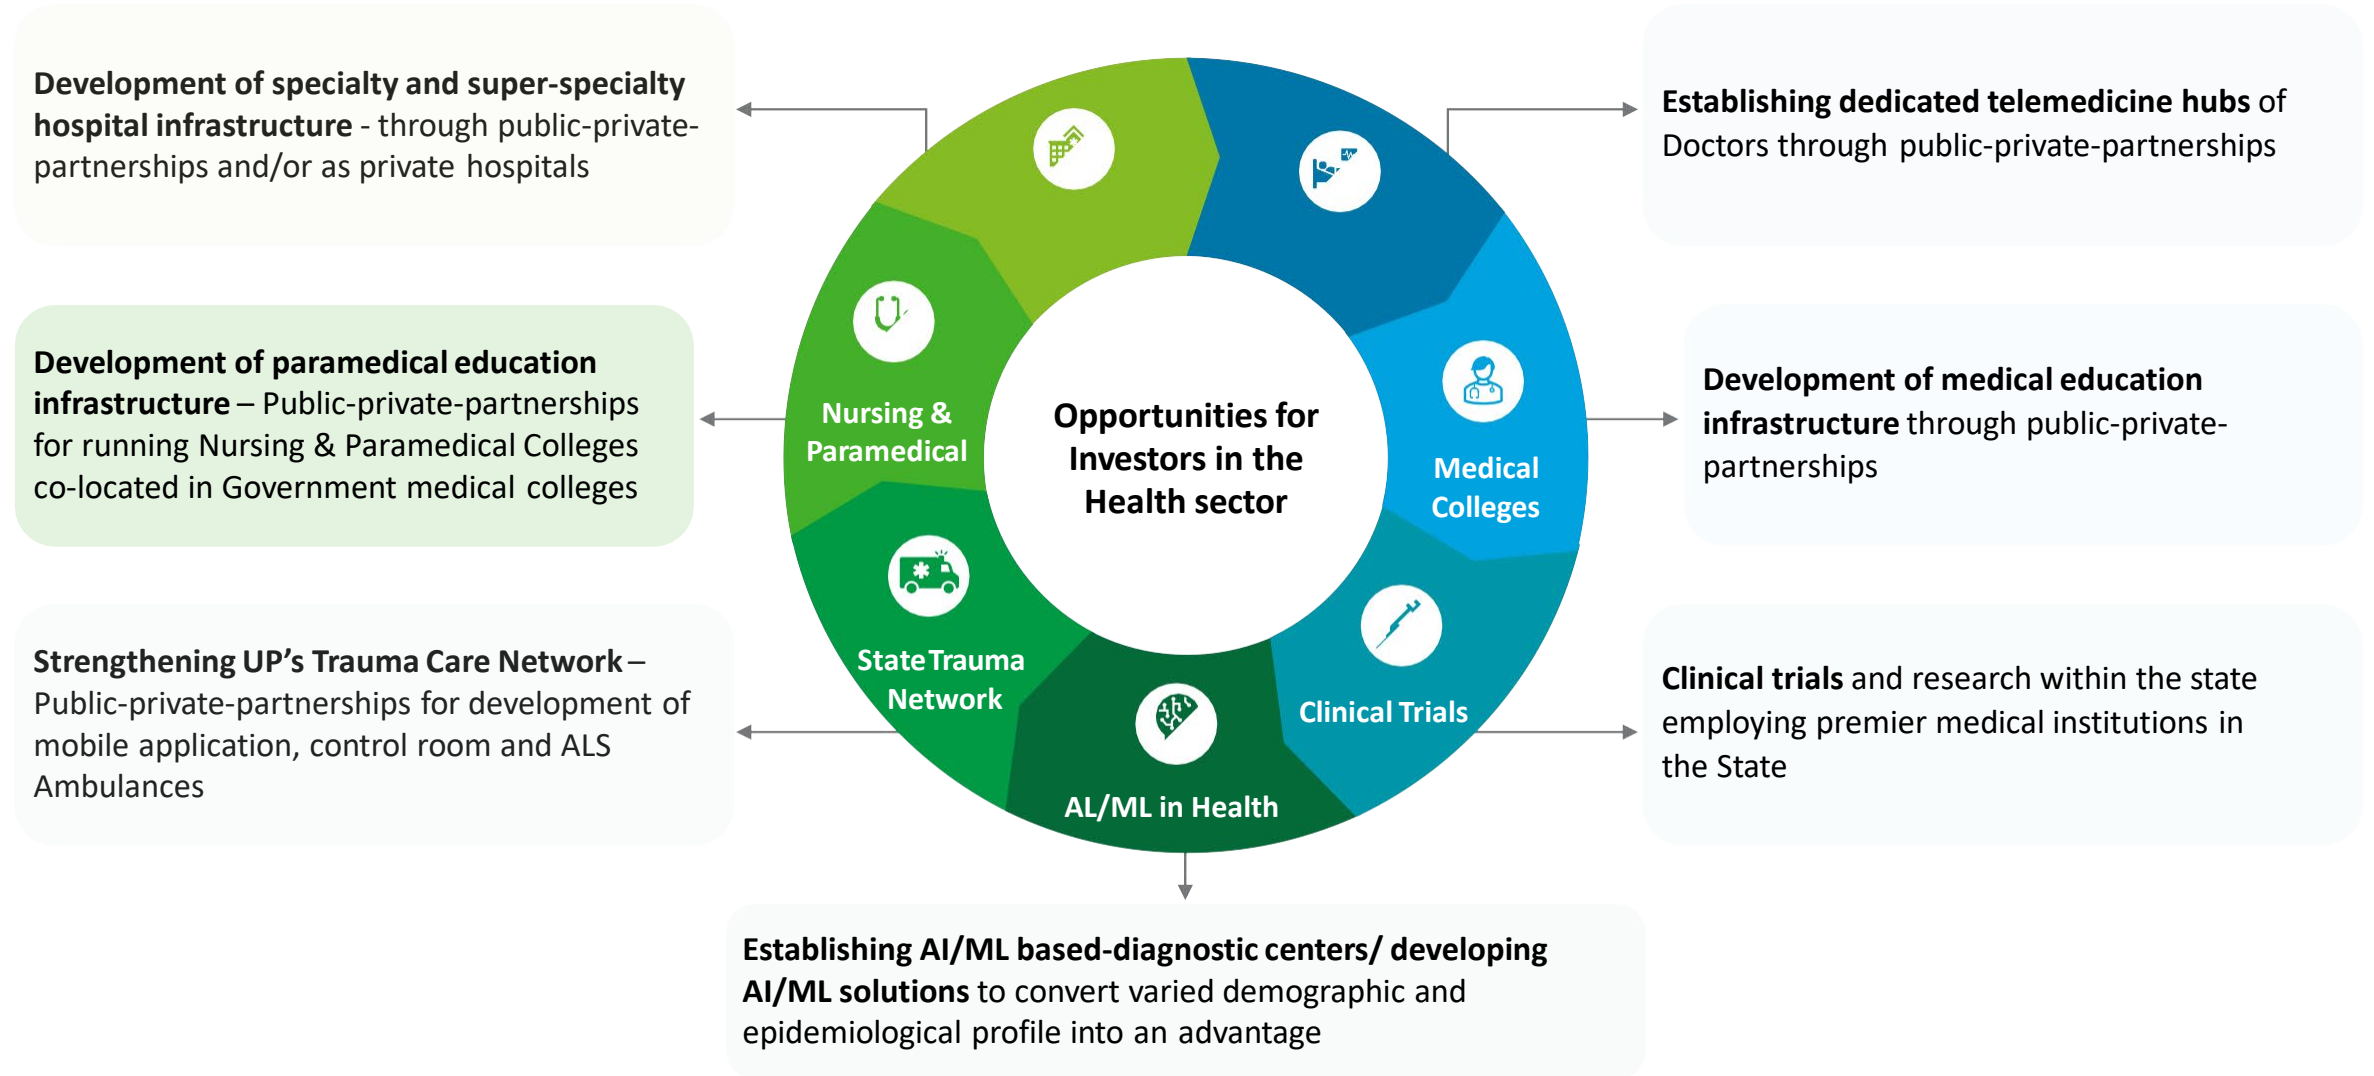 Development of specialty and super-specialty
hospital infrastructure - through public-private-
partnerships and/or as private hospitals
Establishing dedicated telemedicine hubs of
Doctors through public-private-partnerships
Development of paramedical education
infrastructure – Public-private-partnerships
for running Nursing & Paramedical Colleges
co-located in Government medical colleges
Nursing &
Paramedical
Opportunities for
Investors in the
Health sector
Medical
Colleges
Development of medical education
infrastructure through public-private-
partnerships
Strengthening UP's Trauma Care Network –
Public-private-partnerships for development of
mobile application, control room and ALS
Ambulances
State Trauma
Network
AL/ML in Health
Clinical Trials
Clinical trials and research within the state
employing premier medical institutions in
the State
Establishing AI/ML based-diagnostic centers/ developing
AI/ML solutions to convert varied demographic and
epidemiological profile into an advantage